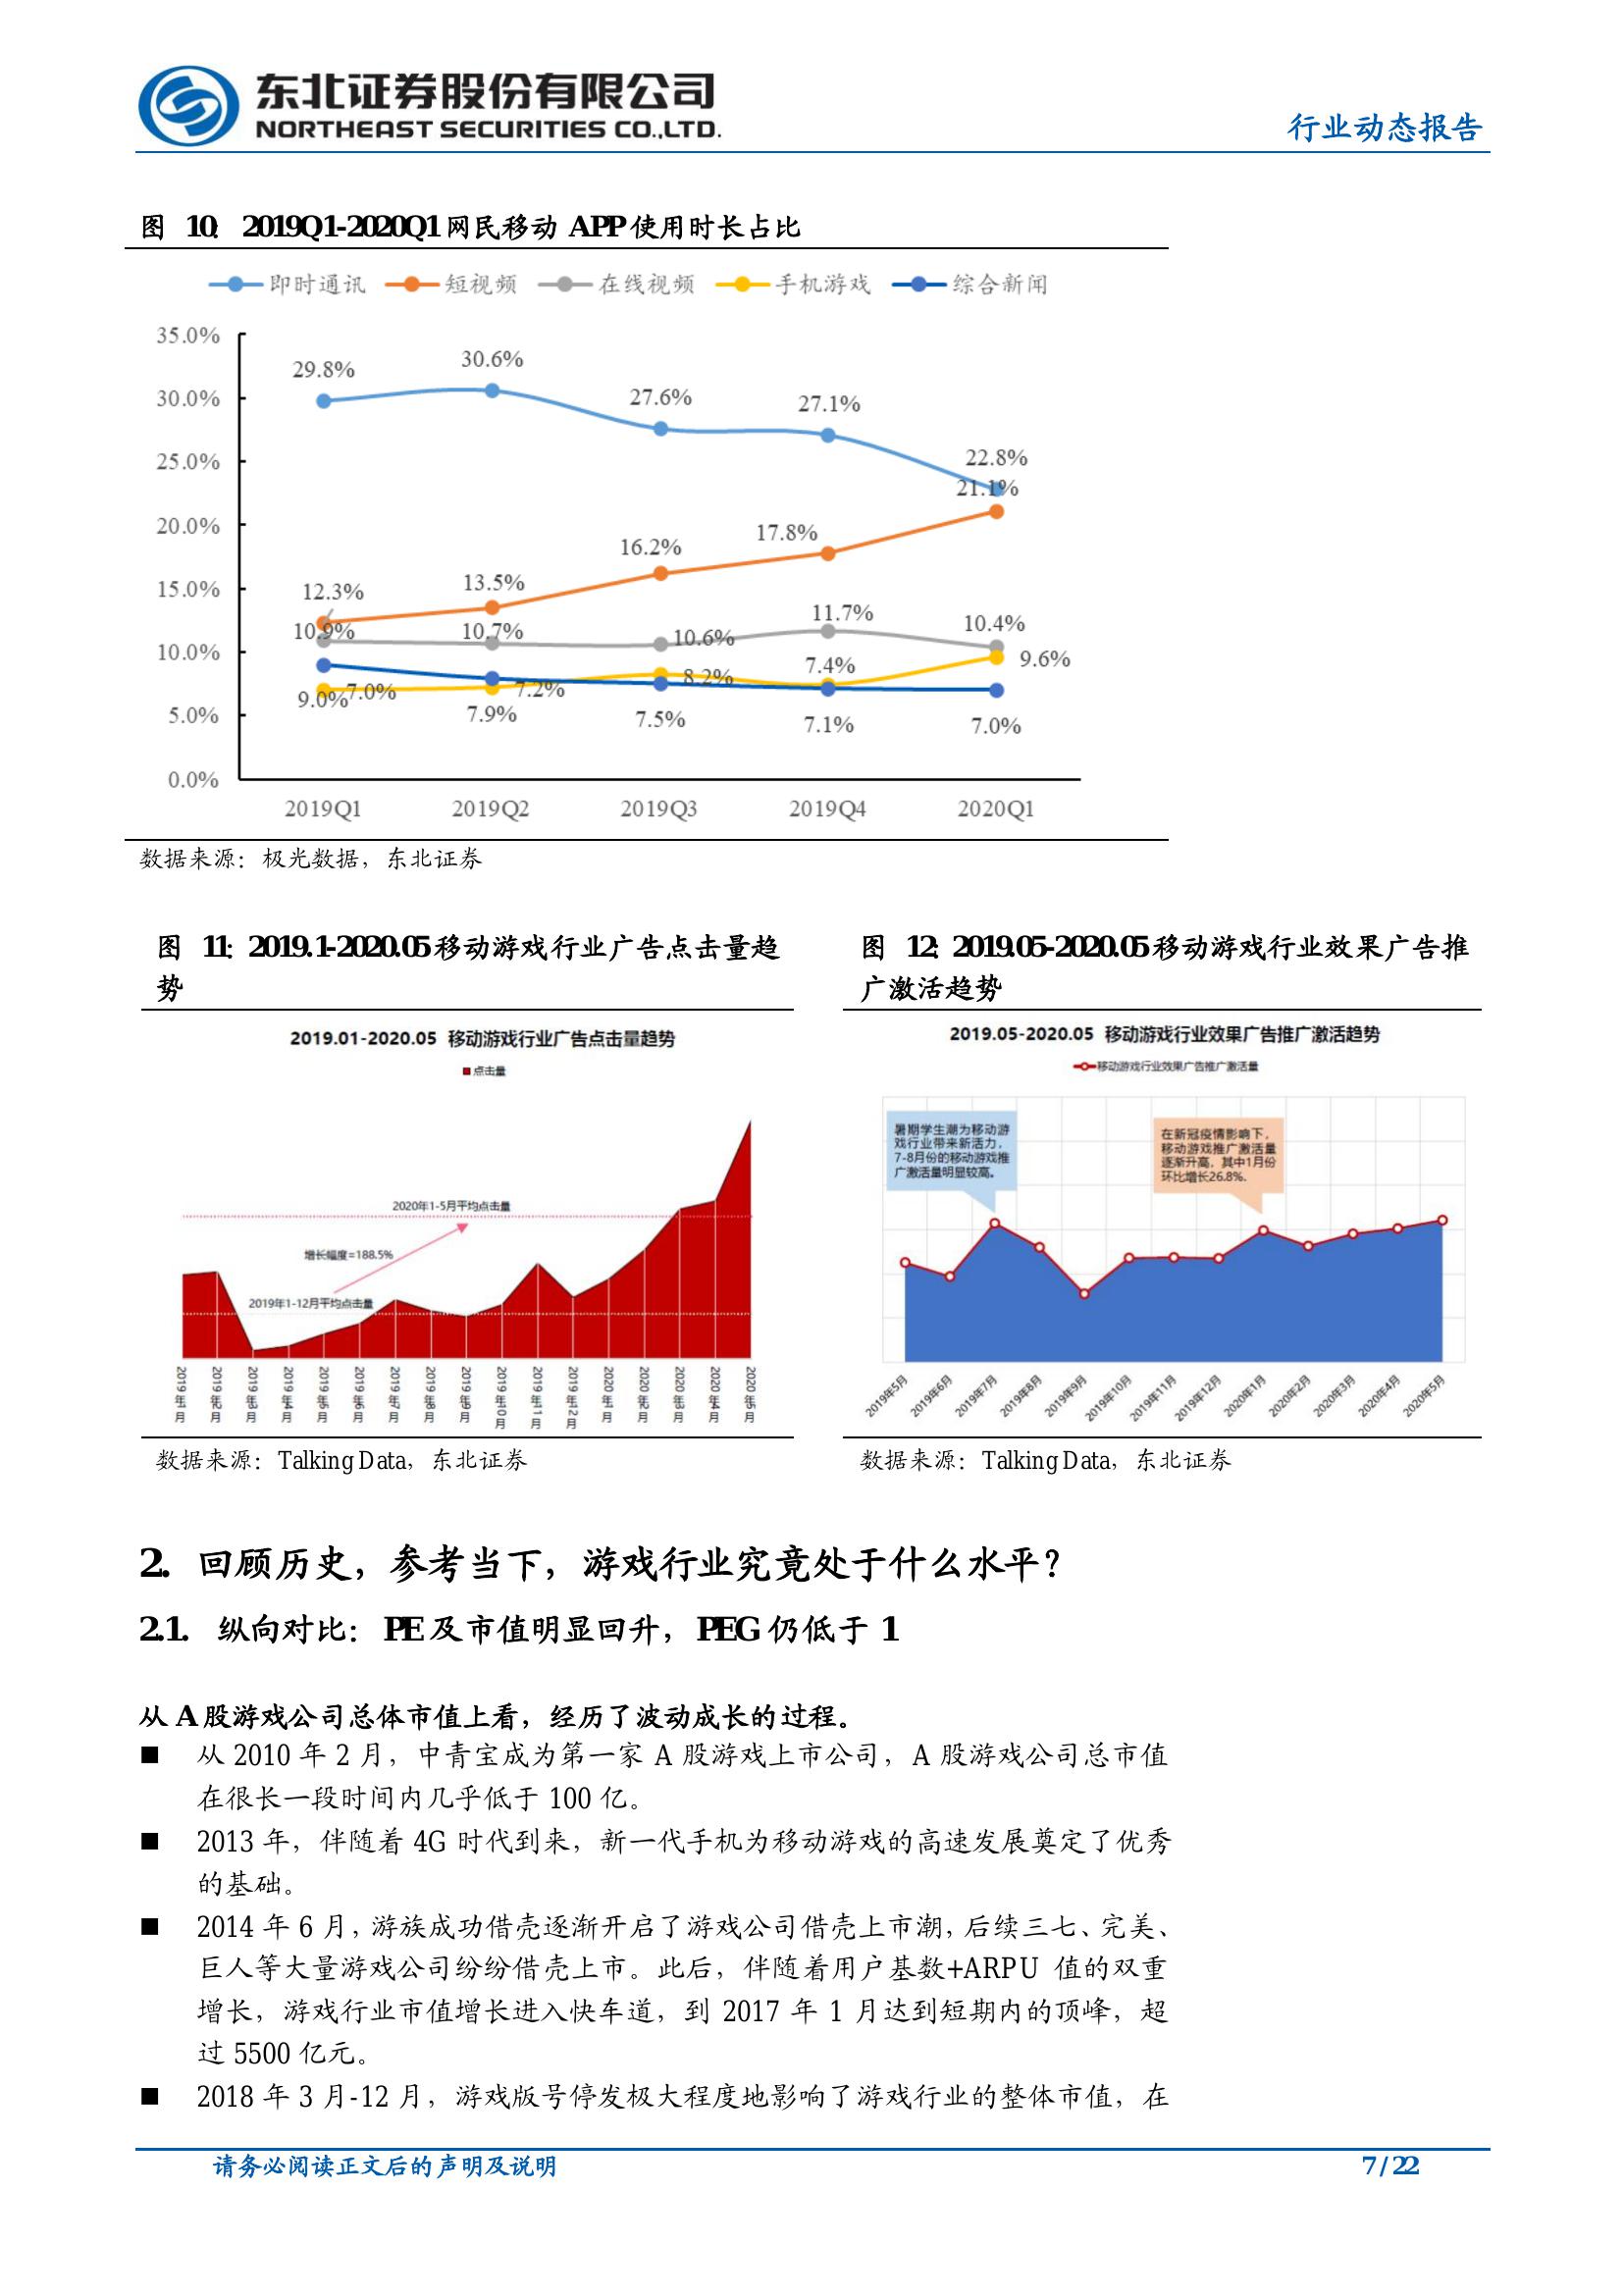 东北证券股份有限公司
NORTHEAST SECURITIES CO.,LTD.
行业动态报告
图 10: 2019Q1-2020Q1 网民移动 APP 使用时长占比
即时通讯 短视频 在线视频 手机游戏 综合新闻
35.0%
30.0%
25.0%
20.0%
15.0%
10.0%
5.0%
0.0%
29.8% 30.6% 27.6% 27.1% 22.8%
12.3% 13.5% 16.2% 17.8% 21.1%
10.9% 10.7% 10.6% 11.7% 10.4%
7.0% 7.2% 8.2% 7.4% 9.6%
9.0% 7.9% 7.5% 7.1% 7.0%
2019Q1 2019Q2 2019Q3 2019Q4 2020Q1
数据来源：极光数据，东北证券
图 11: 2019.1-2020.05 移动游戏行业广告点击量趋
势
2019.01-2020.05 移动游戏行业广告点击量趋势
点击量
2020年1-5月平均点击量
增长幅度=188.5%
2019年1-12月平均点击量
2019年1月 2019年2月 2019年3月 2019年4月 2019年5月 2019年6月 2019年7月 2019年8月 2019年9月 2019年10月 2019年11月 2019年12月 2020年1月 2020年2月 2020年3月 2020年4月 2020年5月
数据来源：Talking Data，东北证券
图 12: 2019.05-2020.05 移动游戏行业效果广告推
广激活趋势
2019.05-2020.05 移动游戏行业效果广告推广激活趋势
移动游戏行业效果广告推广激活量
暑期学生潮为移动游
戏行业带来新活力，
7-8月份的移动游戏推
广激活量明显较高。
在新冠疫情影响下，
移动游戏推广激活量
逐渐升高，其中1月份
环比增长26.8%。
2019年5月 2019年6月 2019年7月 2019年8月 2019年9月 2019年10月 2019年11月 2019年12月 2020年1月 2020年2月 2020年3月 2020年4月 2020年5月
数据来源：Talking Data，东北证券
2. 回顾历史，参考当下，游戏行业究竟处于什么水平？
2.1. 纵向对比：PE 及市值明显回升，PEG 仍低于 1
从 A 股游戏公司总体市值上看，经历了波动成长的过程。
■ 从 2010 年 2 月，中青宝成为第一家 A 股游戏上市公司，A 股游戏公司总市值
在很长一段时间内几乎低于 100 亿。
■ 2013 年，伴随着 4G 时代到来，新一代手机为移动游戏的高速发展奠定了优秀
的基础。
■ 2014 年 6 月，游族成功借壳逐渐开启了游戏公司借壳上市潮，后续三七、完美、
巨人等大量游戏公司纷纷借壳上市。此后，伴随着用户基数+ARPU 值的双重
增长，游戏行业市值增长进入快车道，到 2017 年 1 月达到短期内的顶峰，超
过 5500 亿元。
■ 2018 年 3 月-12 月，游戏版号停发极大程度地影响了游戏行业的整体市值，在
请务必阅读正文后的声明及说明
7 / 22